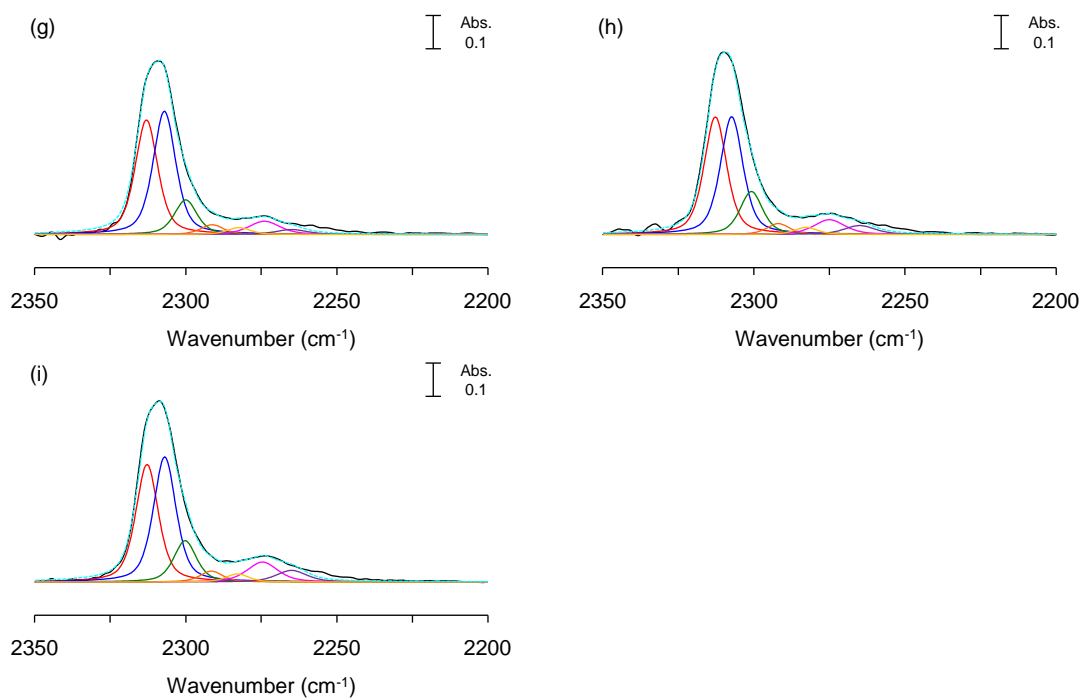 (g)
Abs.
0.1
2350 2300 2250 2200
Wavenumber (cm-1)
(h)
Abs.
0.1
2350 2300 2250 2200
Wavenumber (cm-1)
(i)
Abs.
0.1
2350 2300 2250 2200
Wavenumber (cm-1)